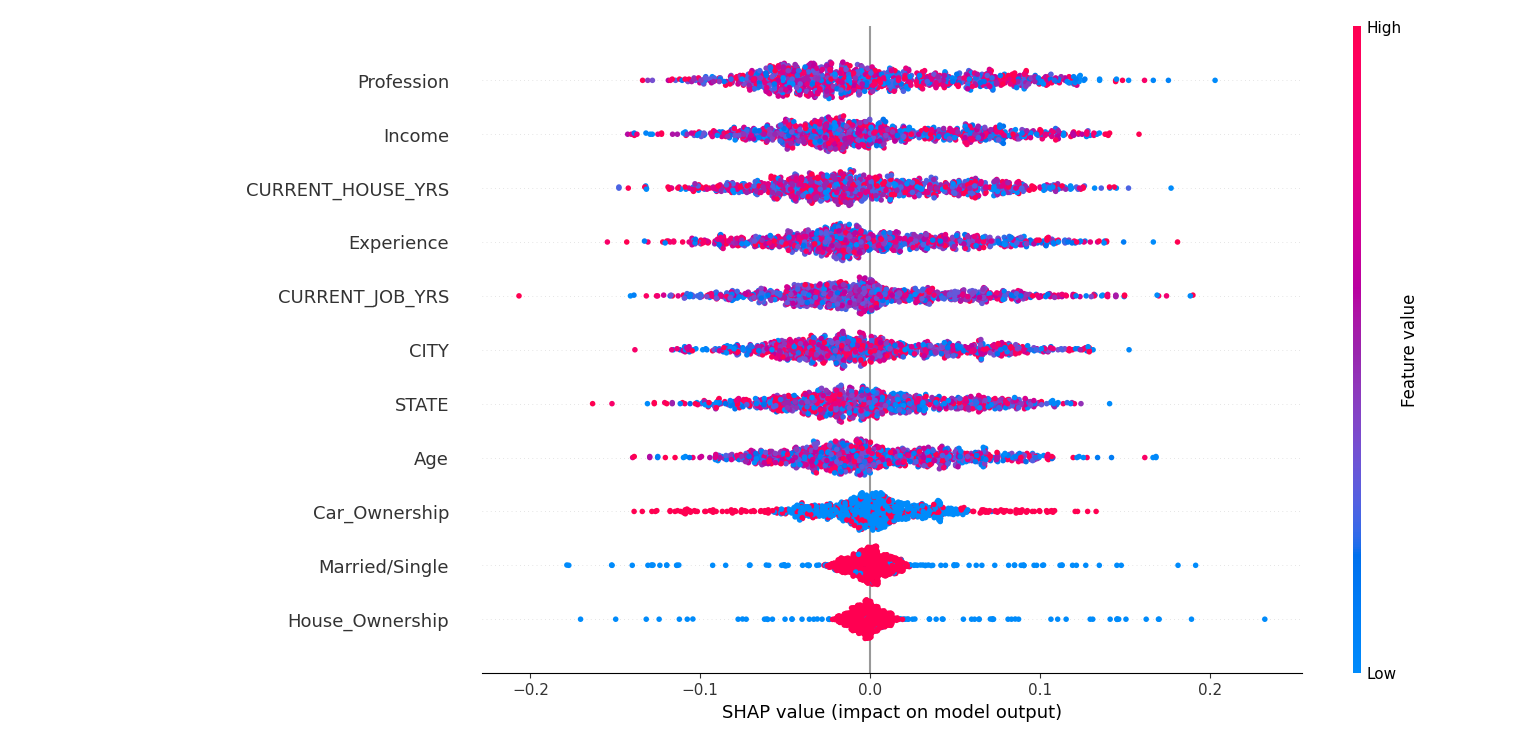 High
Profession
Income
CURRENT_HOUSE_YRS
Experience
CURRENT_JOB_YRS
CITY
STATE
Age
Car_Ownership
Married/Single
House_Ownership
Feature value
Low
−0.2 −0.1 0.0 0.1 0.2
SHAP value (impact on model output)